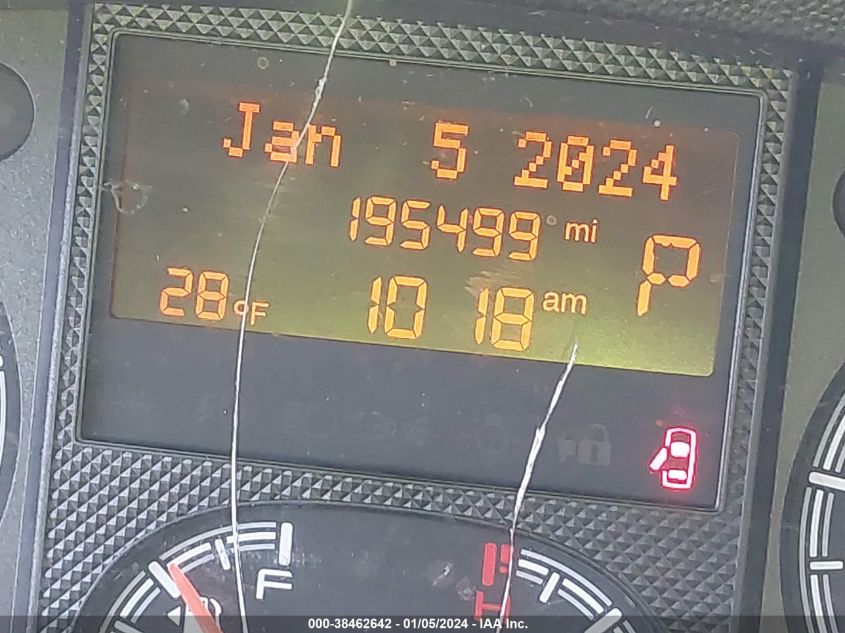 Jan 5 2024
195499 mi
P
28°F 10 18 am
F H
000-38462642 - 01/05/2024 - IAA Inc.